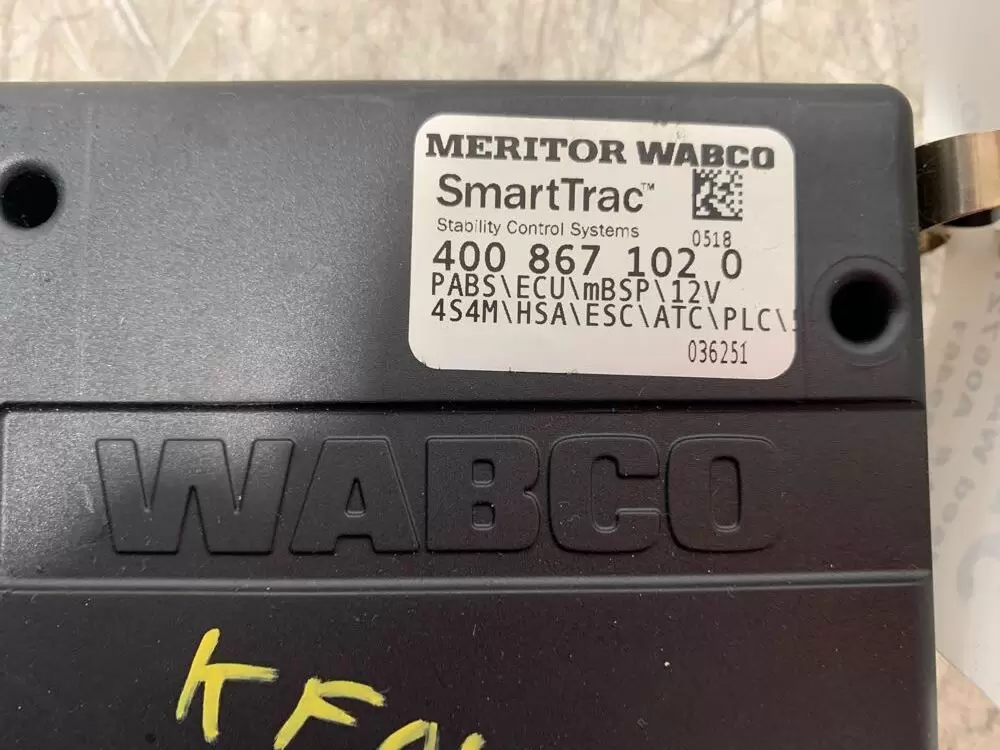 MERITOR WABCO
SmartTrac™
Stability Control Systems
0518
400 867 102 0
PABS\ECU\mBSP\12V
4S4M\HSA\ESC\ATC\PLC\
036251
WABCO